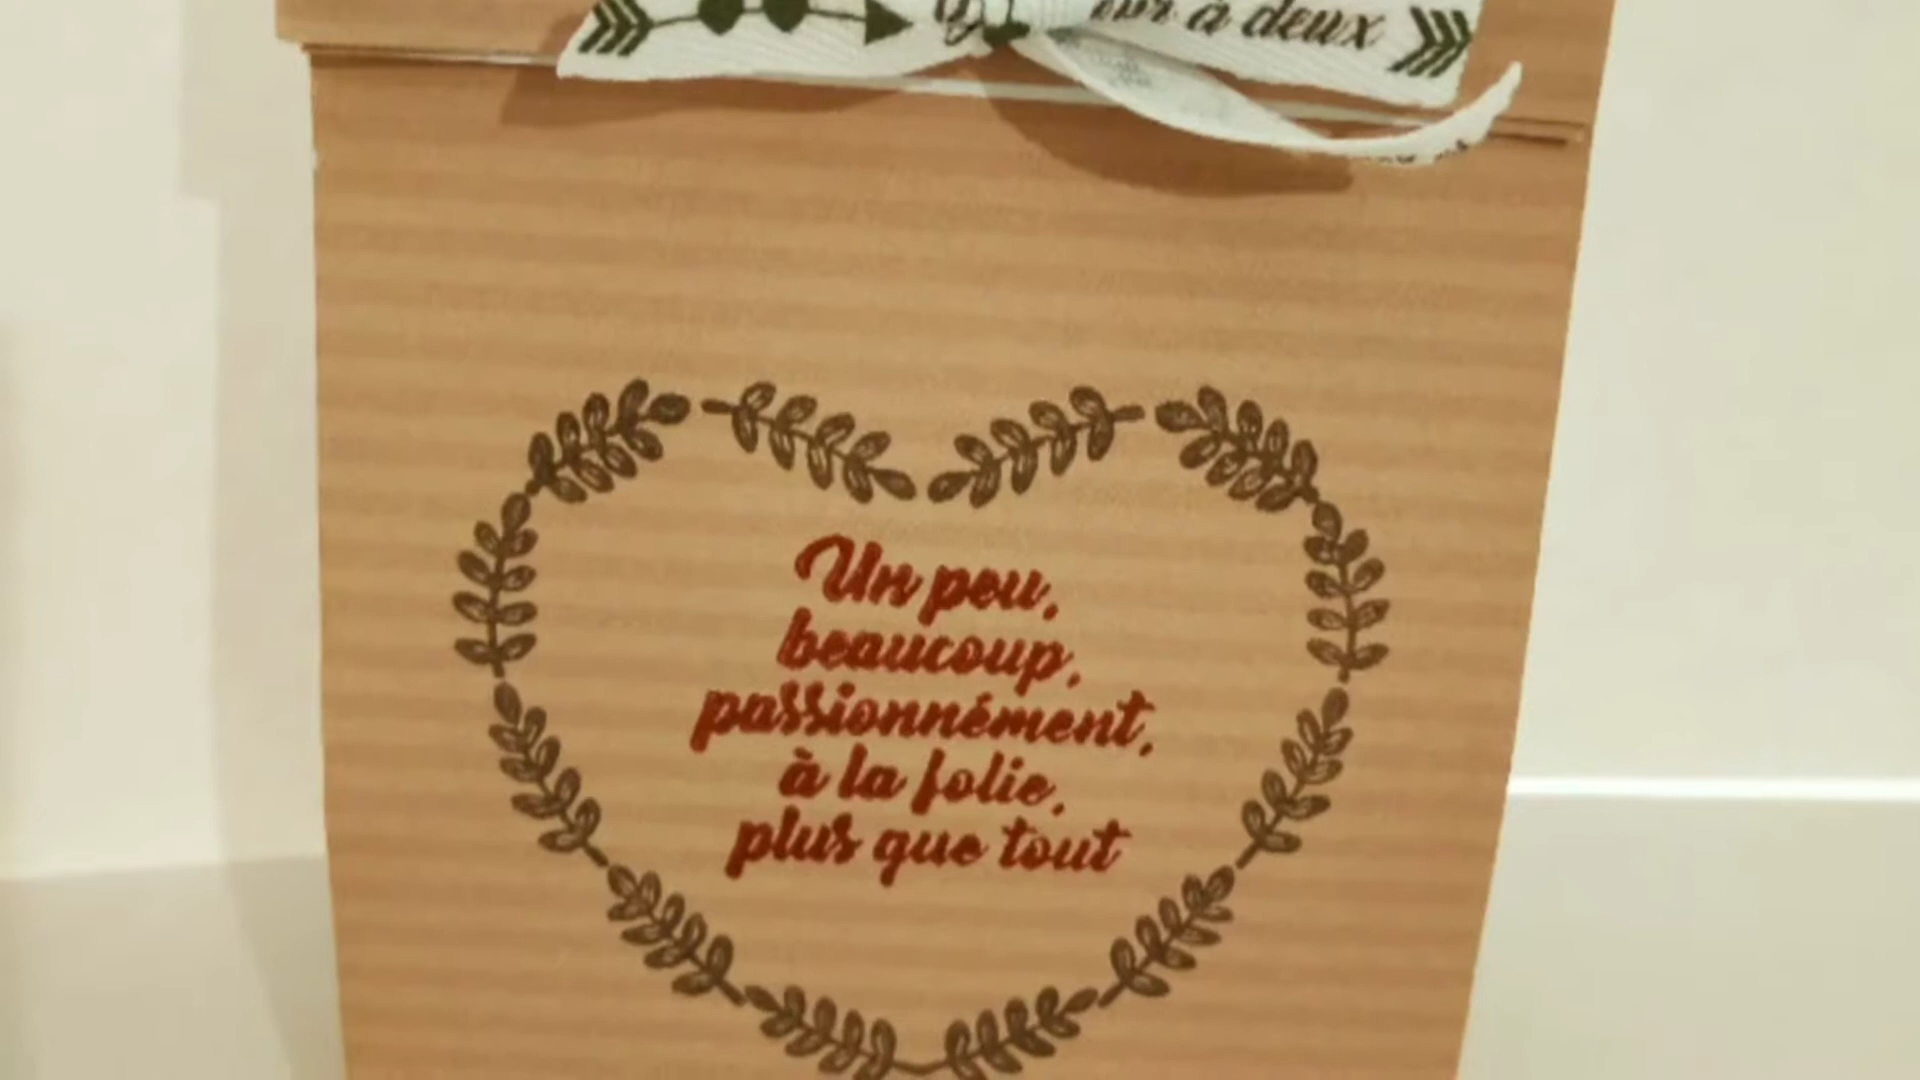 à deux
Un peu,
beaucoup,
passionnément,
à la folie,
plus que tout